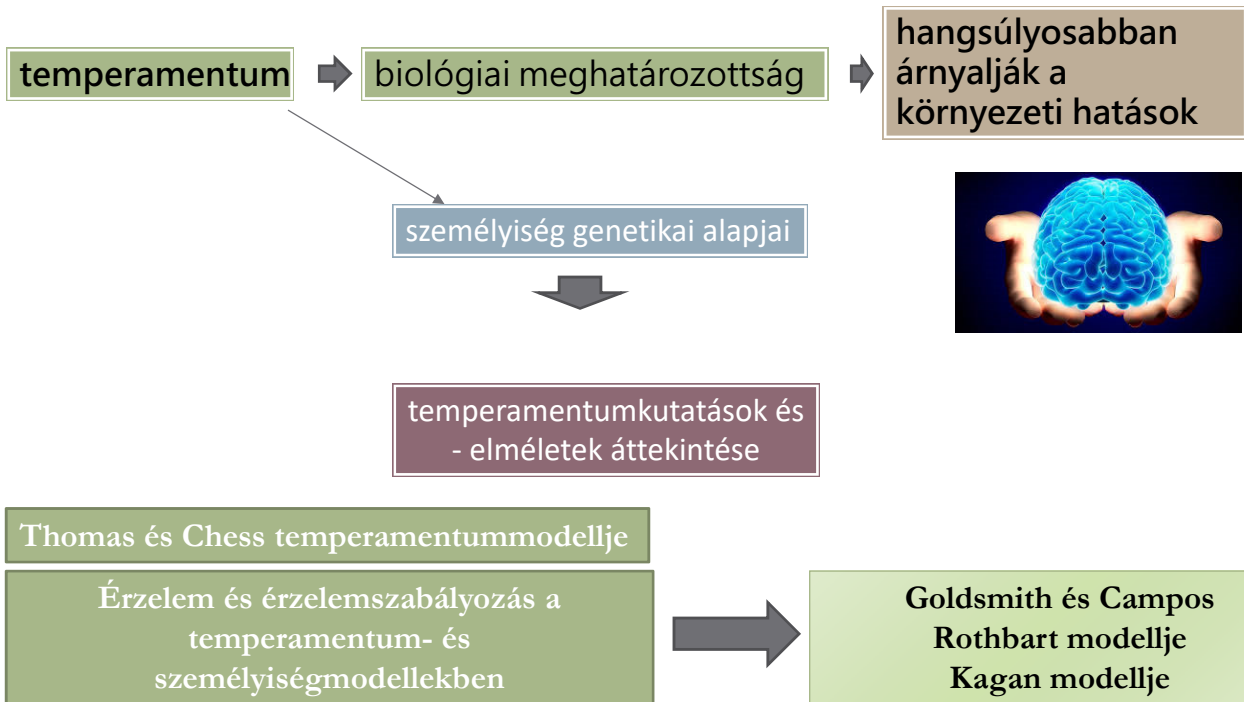 temperamentum
biológiai meghatározottság
hangsúlyosabban
árnyalják a
környezeti hatások
személyiség genetikai alapjai
temperamentumkutatások és
- elméletek áttekintése
Thomas és Chess temperamentummodellje
Érzelem és érzelemszabályozás a
temperamentum- és
személyiségmodellekben
Goldsmith és Campos
Rothbart modellje
Kagan modellje